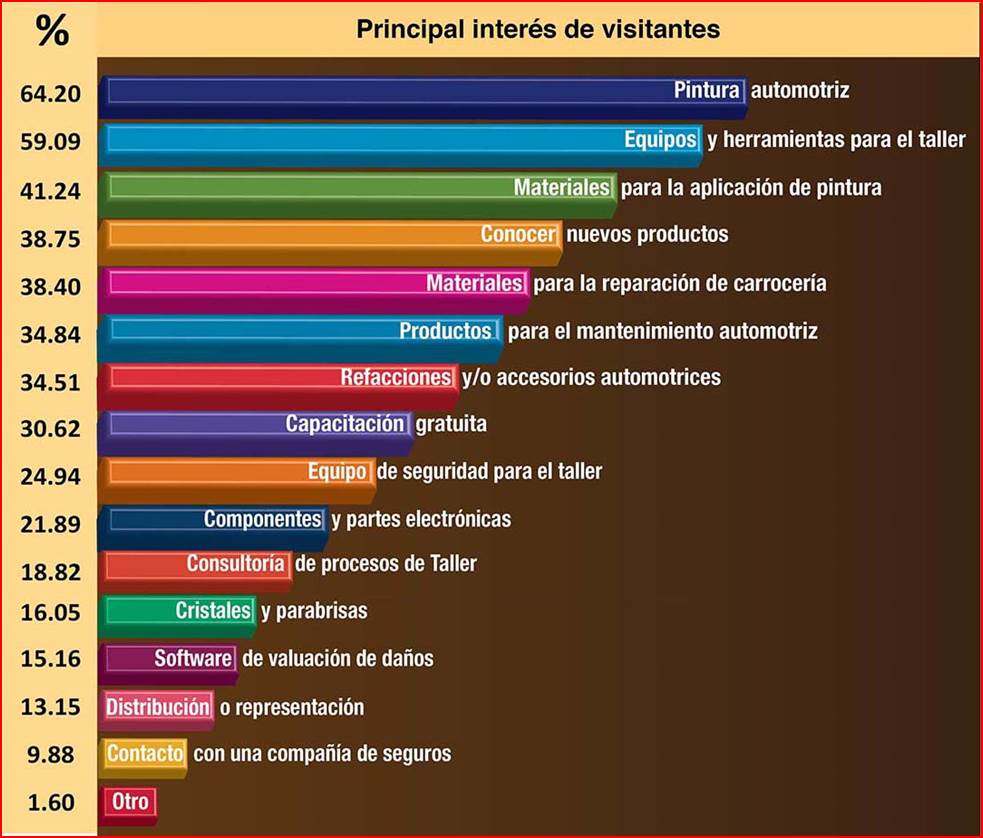 % Principal interés de visitantes
64.20 Pintura automotriz
59.09 Equipos y herramientas para el taller
41.24 Materiales para la aplicación de pintura
38.75 Conocer nuevos productos
38.40 Materiales para la reparación de carrocería
34.84 Productos para el mantenimiento automotriz
34.51 Refacciones y/o accesorios automotrices
30.62 Capacitación gratuita
24.94 Equipo de seguridad para el taller
21.89 Componentes y partes electrónicas
18.82 Consultoría de procesos de Taller
16.05 Cristales y parabrisas
15.16 Software de valuación de daños
13.15 Distribución o representación
9.88 Contacto con una compañía de seguros
1.60 Otro